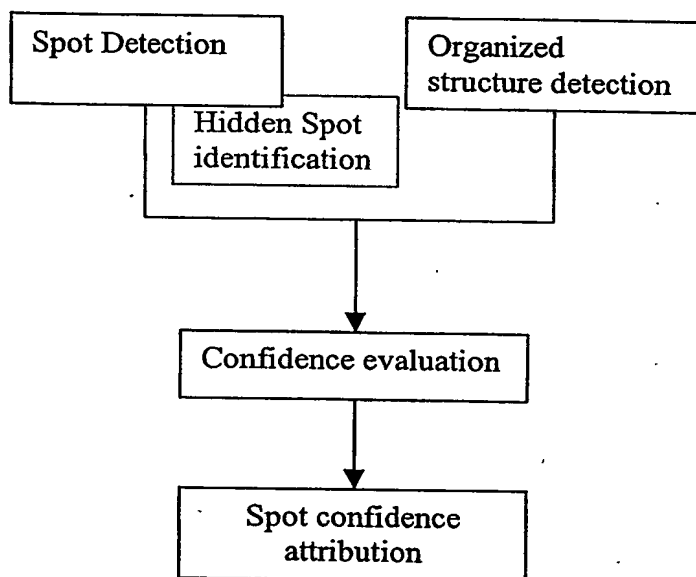 Spot Detection
Organized
structure detection
Hidden Spot
identification
Confidence evaluation
Spot confidence
attribution